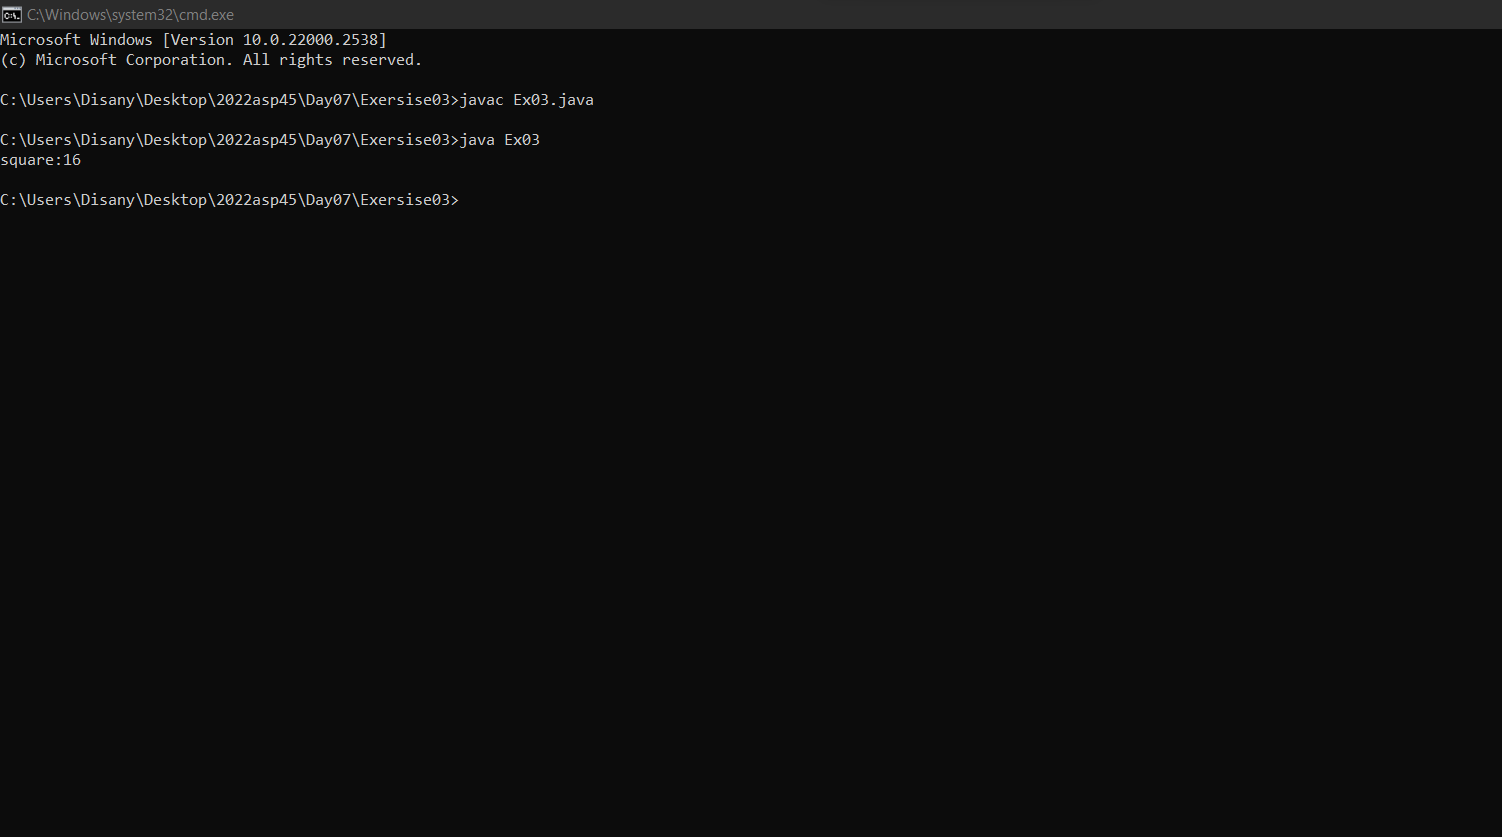 C:\Windows\system32\cmd.exe
Microsoft Windows [Version 10.0.22000.2538]
(c) Microsoft Corporation. All rights reserved.
C:\Users\Disany\Desktop\2022asp45\Day07\Exersise03>javac Ex03.java
C:\Users\Disany\Desktop\2022asp45\Day07\Exersise03>java Ex03
square:16
C:\Users\Disany\Desktop\2022asp45\Day07\Exersise03>